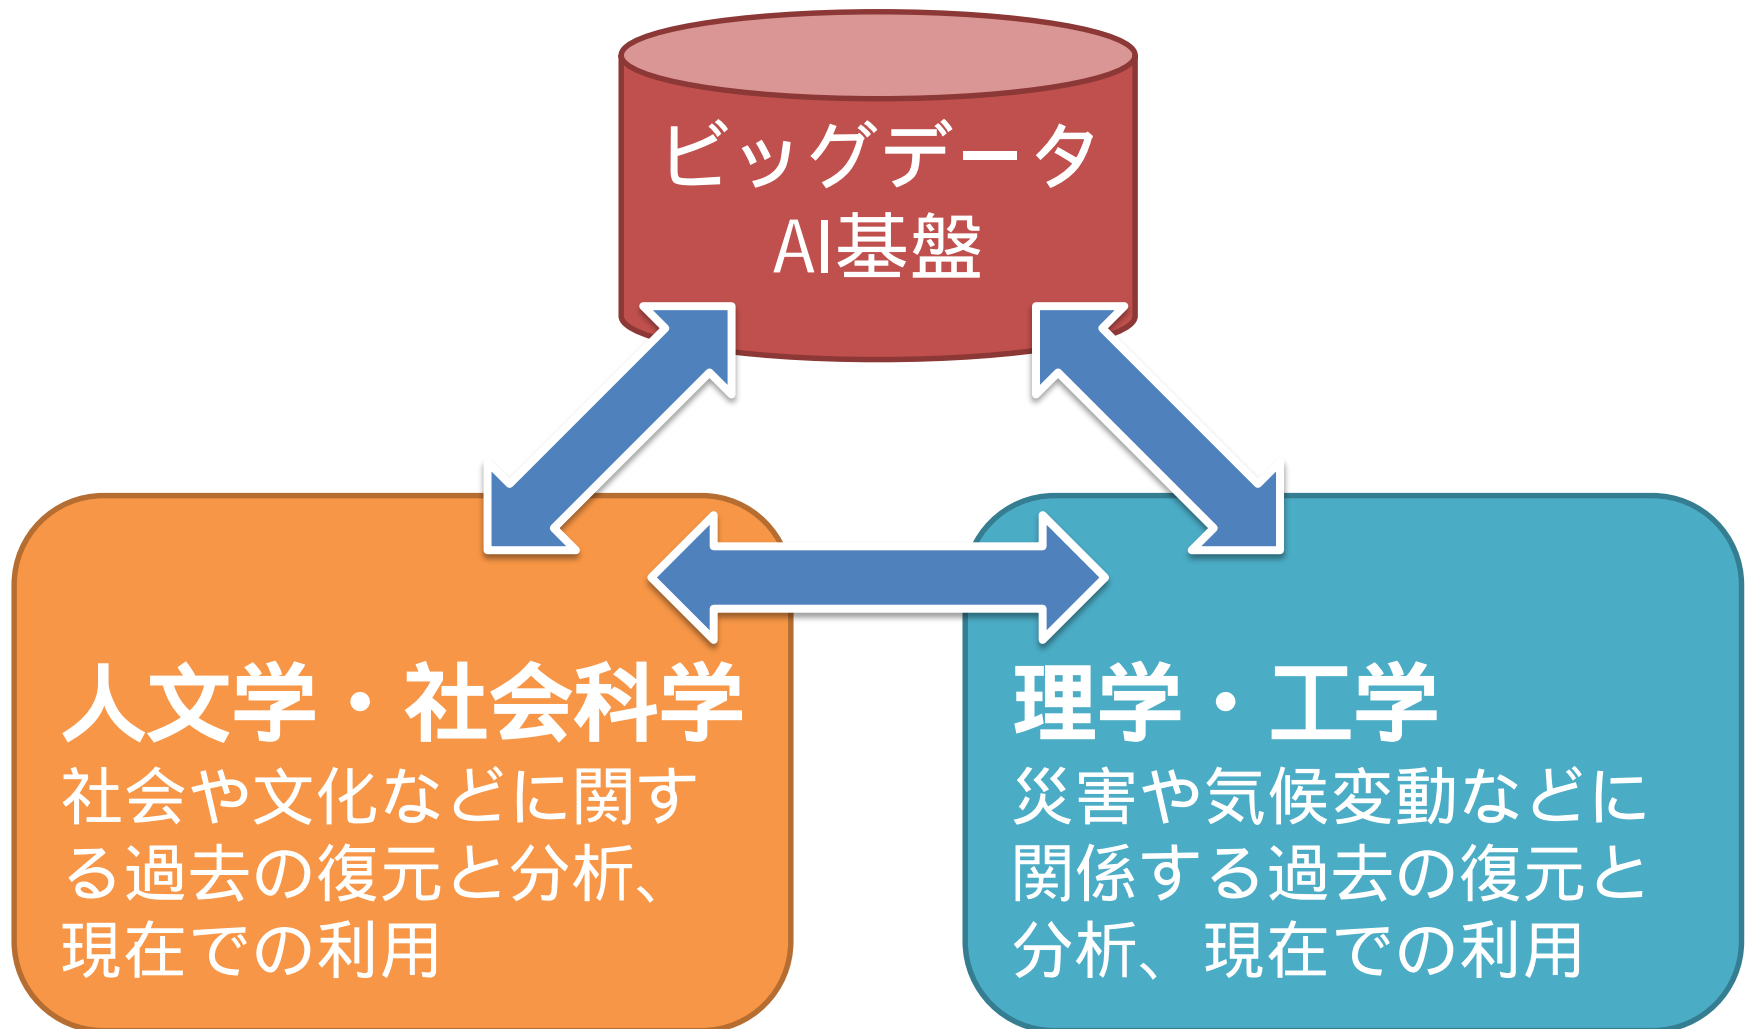 ビッグデータ
AI基盤
人文学・社会科学
社会や文化などに関す
る過去の復元と分析、
現在での利用
理学・工学
災害や気候変動などに
関係する過去の復元と
分析、現在での利用